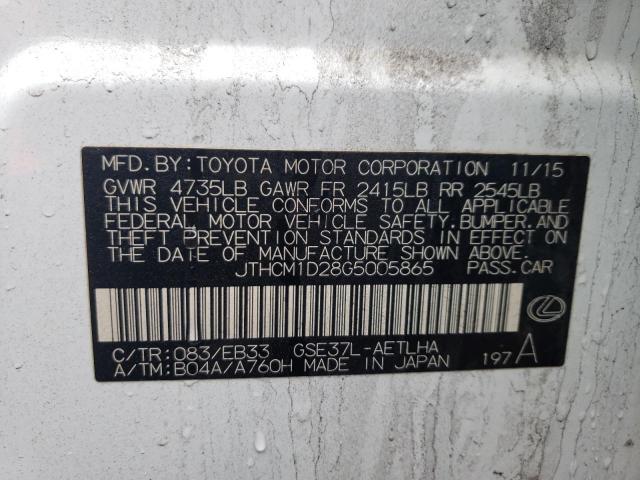 MFD.BY:TOYOTA MOTOR CORPORATION 11/15
GVWR 4735LB GAWR FR 2415LB RR 2545LB
THIS VEHICLE CONFORMS TO ALL APPLICABLE
FEDERAL MOTOR VEHICLE SAFETY.BUMPER.AND
THEFT PREVENTION STANDARDS IN EFFECT ON
THE DATE OF MANUFACTURE SHOWN ABOVE.
JTHCM1D28G5005865 PASS.CAR
C/TR:083/EB33 GSE37L-AETLHA
A/TM:B04A/A760H MADE IN JAPAN 197A